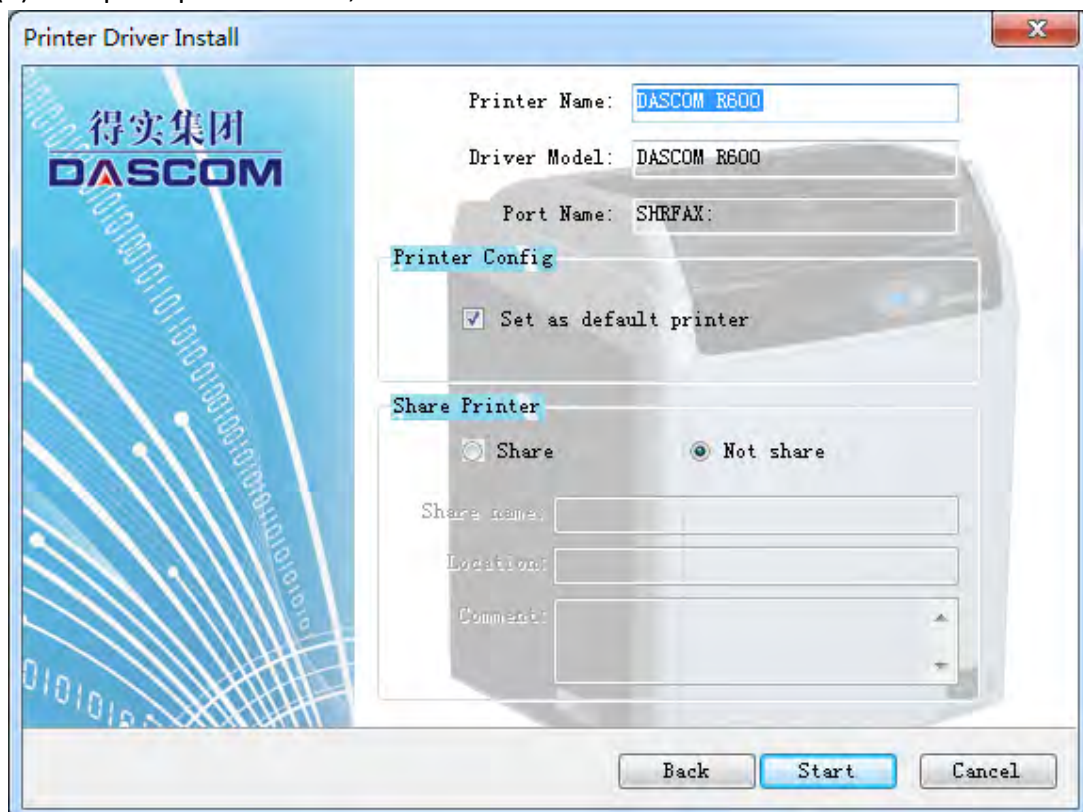 Printer Driver Install
得实集团
DASCOM
Printer Name: DASCOM R600
Driver Model: DASCOM R600
Port Name: SHRFAX:
Printer Config
Set as default printer
Share Printer
Share
Not share
Share name:
Location:
Comment:
Back
Start
Cancel